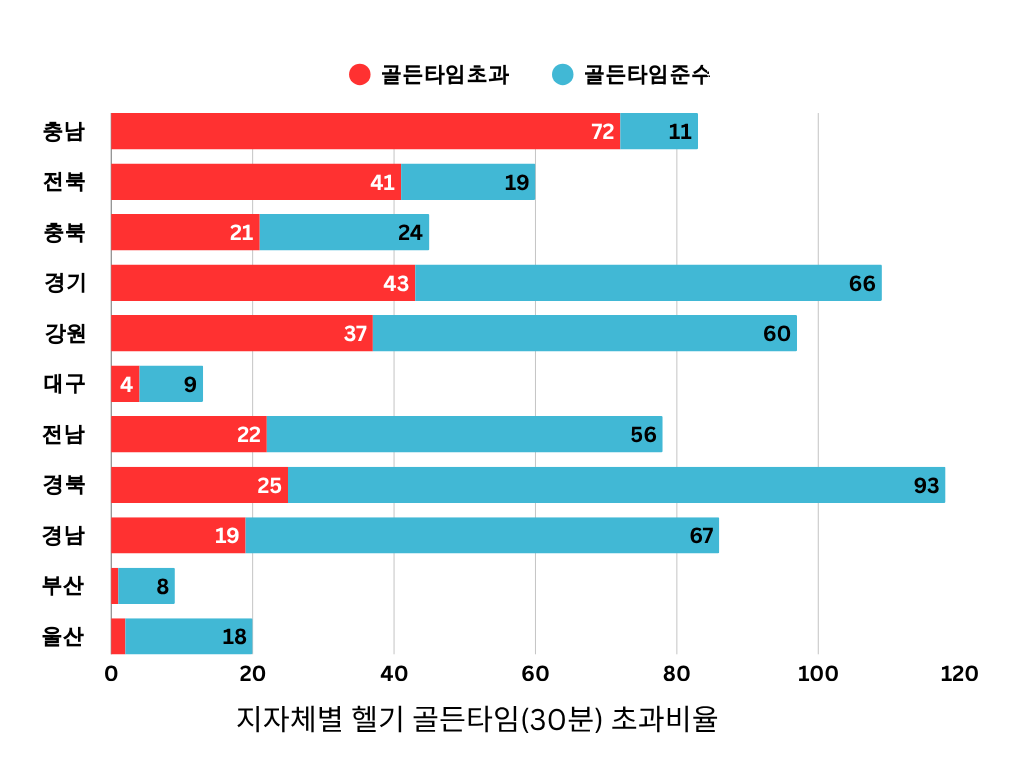 골든타임초과 골든타임준수
충남 72 11
전북 41 19
충북 21 24
경기 43 66
강원 37 60
대구 4 9
전남 22 56
경북 25 93
경남 19 67
부산 8
울산 18
0 20 40 60 80 100 120
지자체별 헬기 골든타임(30분) 초과비율